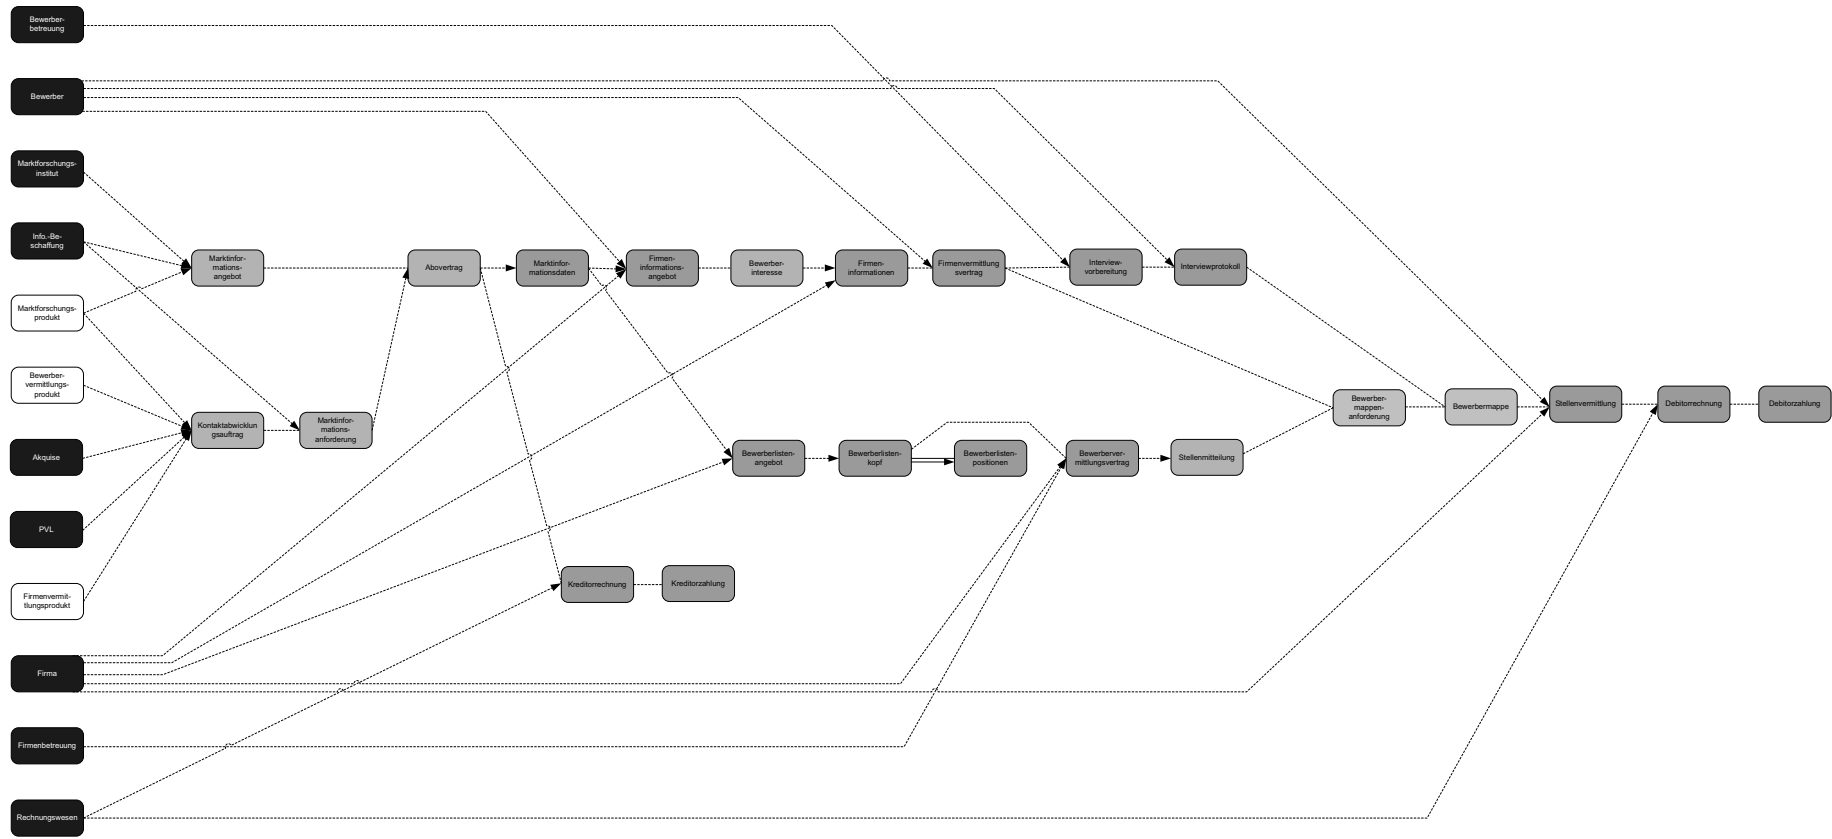 Bewerber-
betreuung
Bewerber
Marktforschungs-
institut
Info.-Be-
schaffung
Marktinfor-
mations-
angebot
Abovertrag
Marktinfor-
mationsdaten
Firmen-
informations-
angebot
Bewerber-
interesse
Firmen-
informationen
Firmenvermittlung
svertrag
Interview-
vorbereitung
Interviewprotokoll
Marktforschungs-
produkt
Bewerber-
vermittlungs-
produkt
Kontaktabwicklun
gsauftrag
Marktinfor-
mations-
anforderung
Bewerber-
mappen-
anforderung
Bewerbermappe
Stellenvermittlung
Debitorrechnung
Debitorzahlung
Akquise
Bewerberlisten-
angebot
Bewerberlisten-
kopf
Bewerberlisten-
positionen
Bewerberver-
mittlungsvertrag
Stellenmitteilung
PVL
Firmenvermit-
tlungsprodukt
Kreditorrechnung
Kreditorzahlung
Firma
Firmenbetreuung
Rechnungswesen